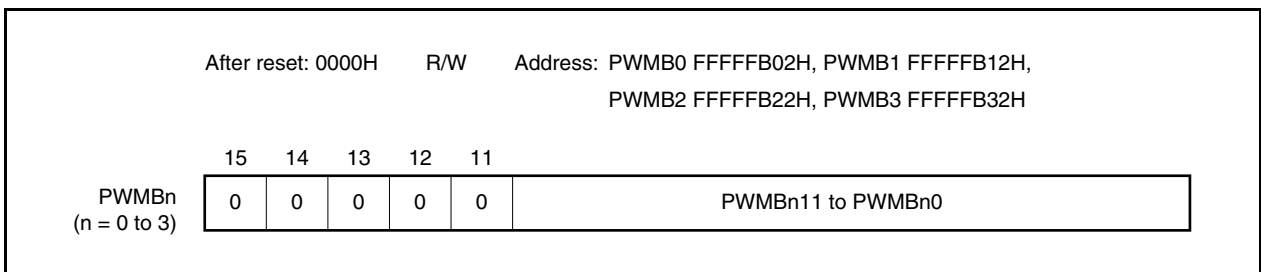 After reset: 0000H R/W Address: PWMB0 FFFFFB02H, PWMB1 FFFFFB12H,
PWMB2 FFFFFB22H, PWMB3 FFFFFB32H
15 14 13 12 11
PWMBn 0 0 0 0 0 PWMBn11 to PWMBn0
(n = 0 to 3)